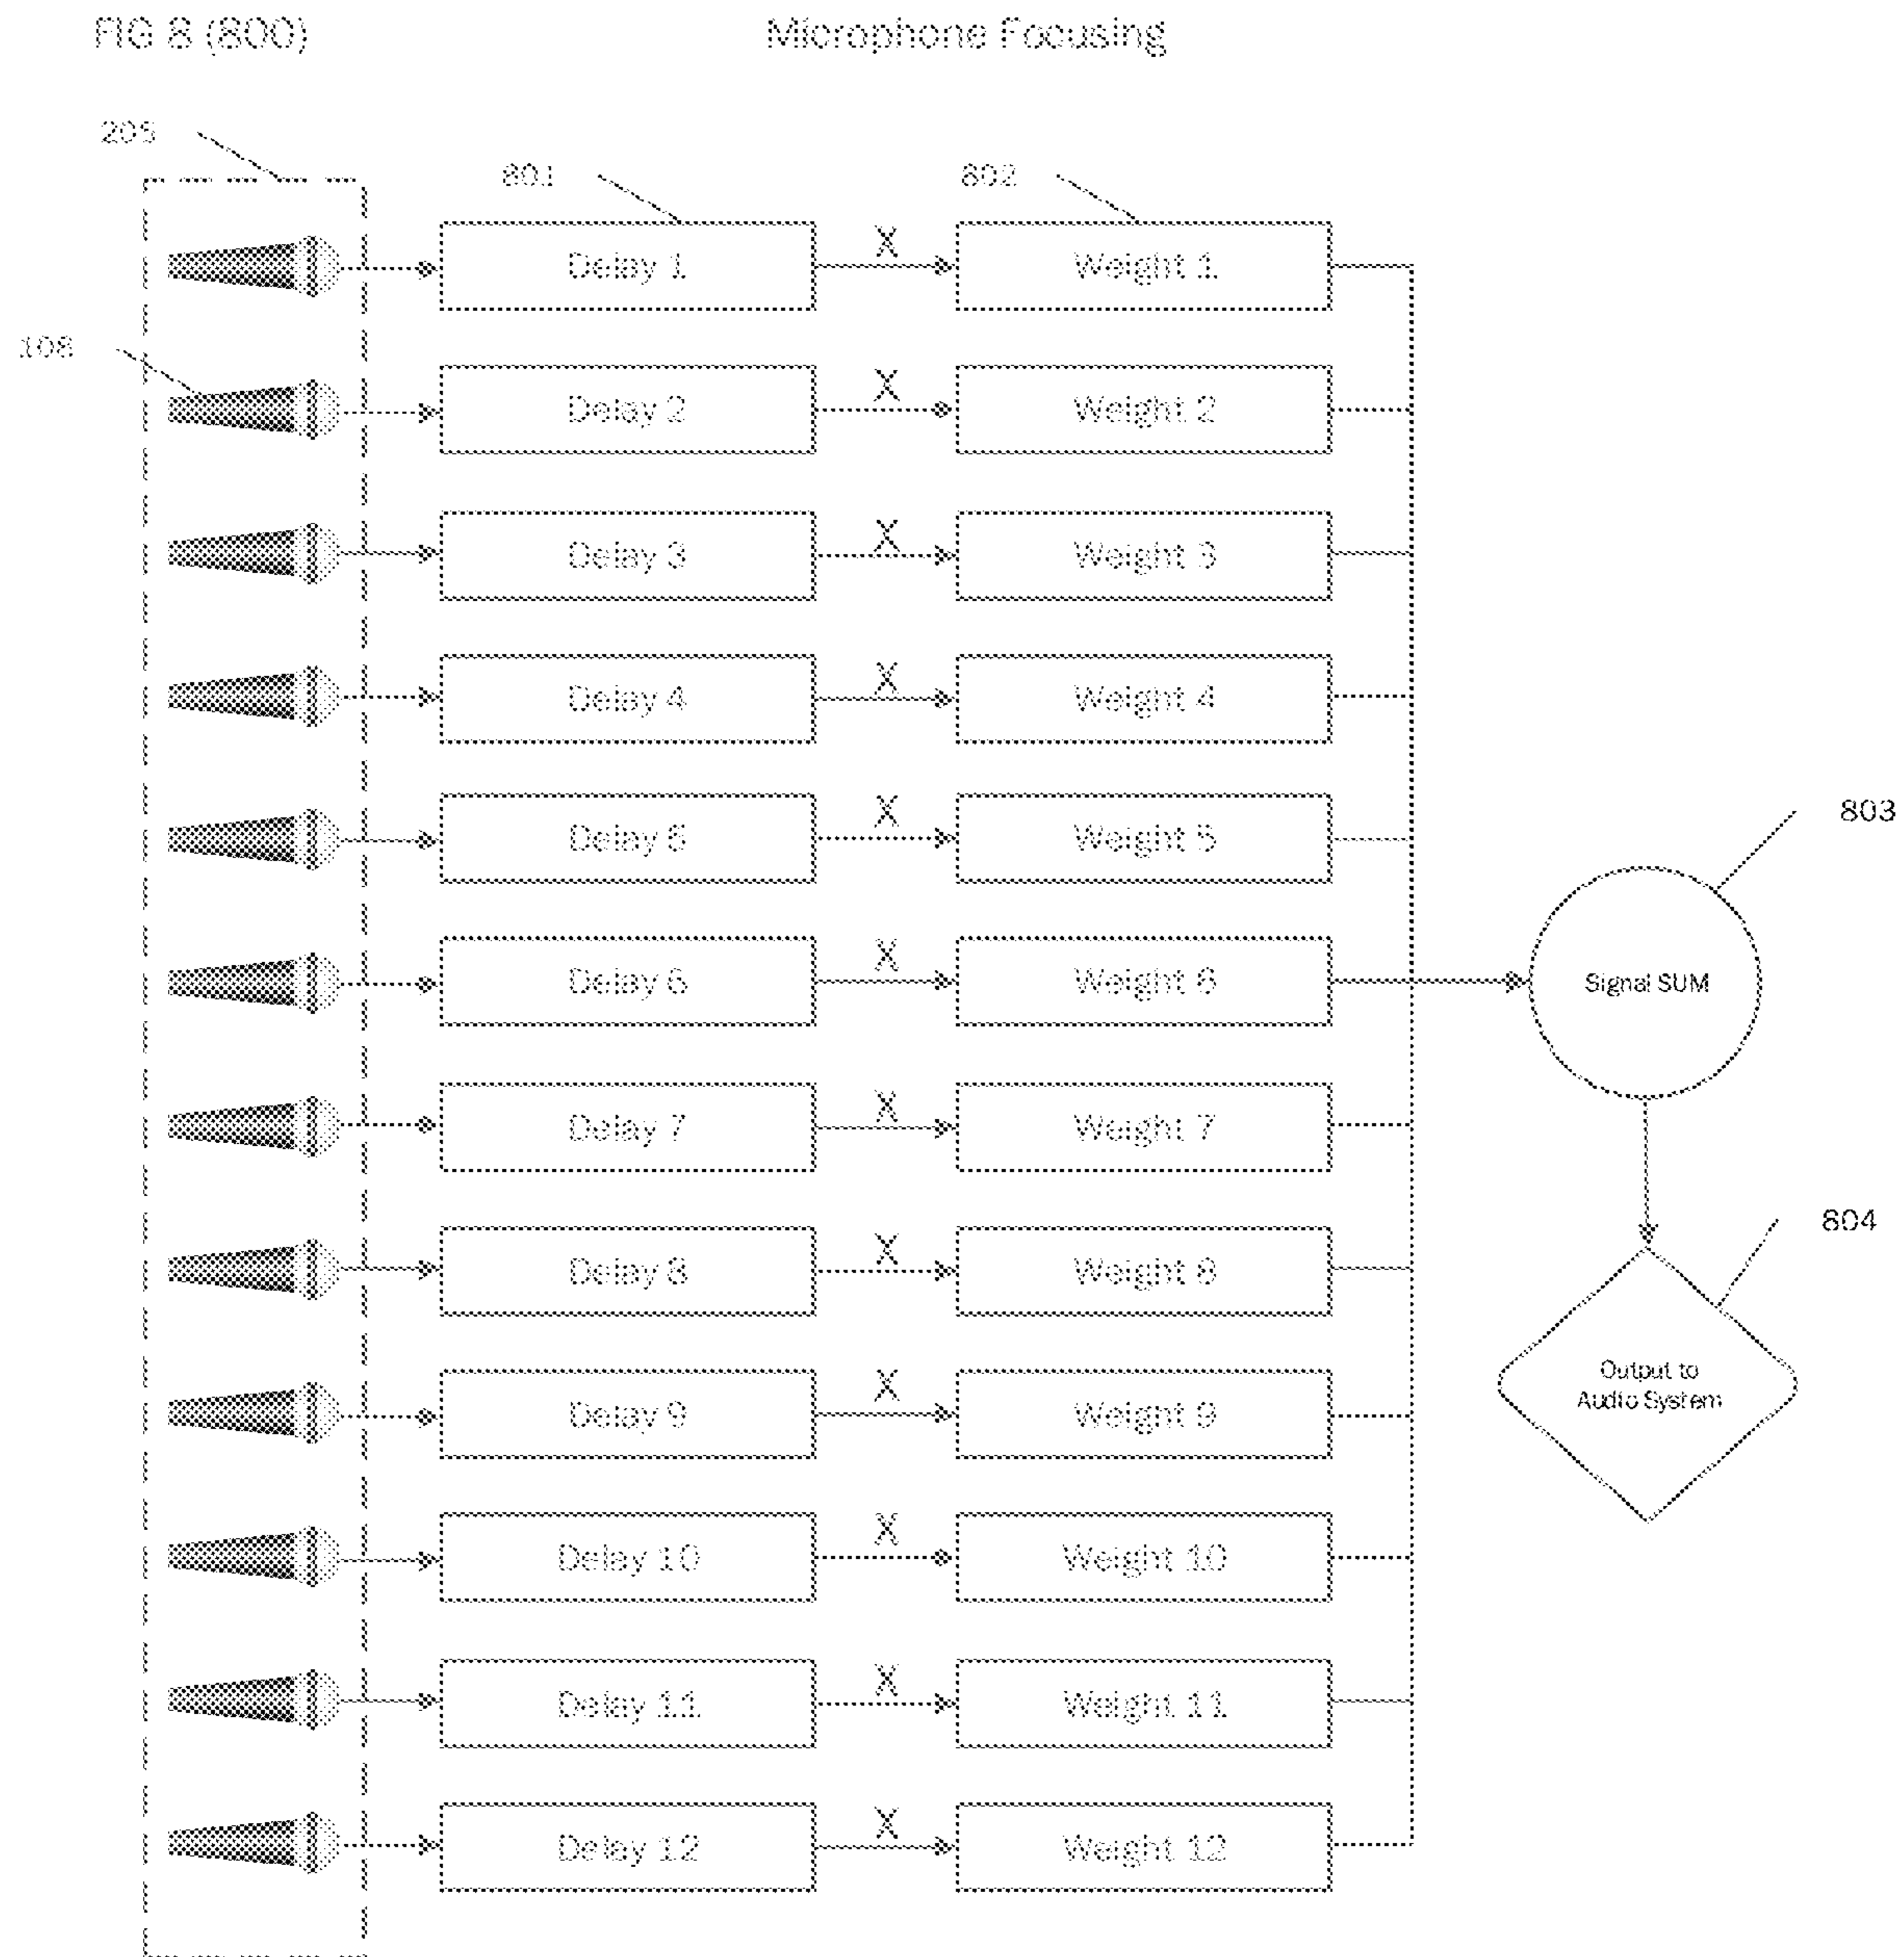 FIG 8 (800)
Microphone Focusing
205
801
802
Delay 1
X
Weight 1
108
Delay 2
X
Weight 2
Delay 3
X
Weight 3
Delay 4
X
Weight 4
803
Delay 5
X
Weight 5
Delay 6
X
Weight 6
Signal SUM
Delay 7
X
Weight 7
804
Delay 8
X
Weight 8
Output to
Audio System
Delay 9
X
Weight 9
Delay 10
X
Weight 10
Delay 11
X
Weight 11
Delay 12
X
Weight 12